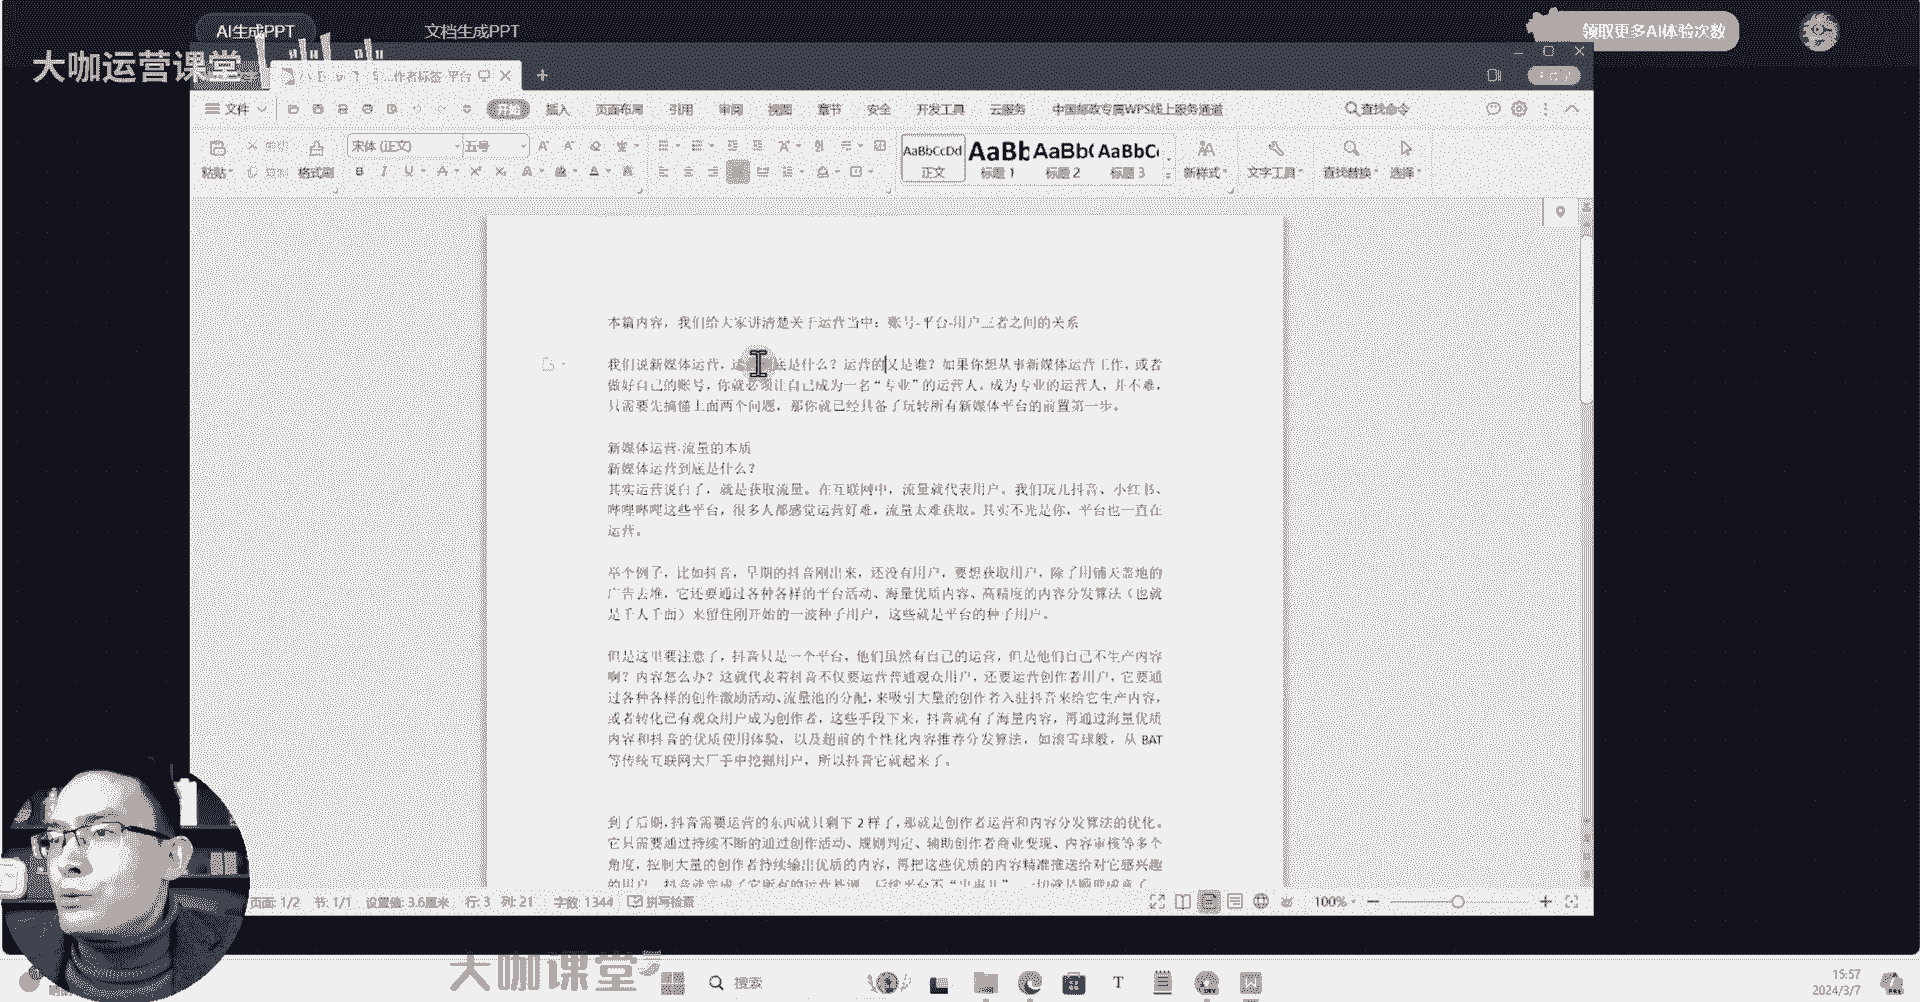 AI生成PPT
文档生成PPT
领取更多AI体验次数
大咖运营课堂
作者标签-平台
文件
开始
插入
页面布局
引用
审阅
视图
章节
安全
开发工具
云服务
中国邮政专属WPS线上服务通道
查找命令
宋体 (正文)
五号
粘贴
剪切
复制
格式刷
AaBbCcDd
正文
标题 1
标题 2
标题 3
新样式
文字工具
查找替换
选择
本篇内容，我们给大家讲清楚关于运营当中：账号-平台-用户三者之间的关系
我们说新媒体运营，底是什么？运营的又是谁？如果你想从事新媒体运营工作，或者
做好自己的账号，你就必须让自己成为一名“专业”的运营人。成为专业的运营人，并不难，
只需要先搞懂上面两个问题，那你就已经具备了玩转所有新媒体平台的前置第一步。
新媒体运营-流量的本质
新媒体运营到底是什么？
其实运营说白了，就是获取流量。在互联网中，流量就代表用户。我们玩儿抖音、小红书、
哔哩哔哩这些平台，很多人都感觉运营好难，流量太难获取。其实不光是你，平台也一直在
运营。
举个例子，比如抖音，早期的抖音刚出来，还没有用户，要想获取用户，除了用铺天盖地的
广告去堆，它还要通过各种各样的平台活动、海量优质内容、高精度的内容分发算法（也就
是千人千面）来留住刚开始的一波种子用户，这些就是平台的种子用户。
但是这里要注意了，抖音只是一个平台，他们虽然有自己的运营，但是他们自己不生产内容
啊？内容怎么办？这就代表着抖音不仅要运营普通观众用户，还要运营创作者用户，它要通
过各种各样的创作激励活动、流量池的分配，来吸引大量的创作者入驻抖音来给它生产内容，
或者转化已有观众用户成为创作者，这些手段下来，抖音就有了海量内容，再通过海量优质
内容和抖音的优质使用体验，以及超前的个性化内容推荐分发算法，如滚雪球般，从 BAT
等传统互联网大厂手中挖掘用户，所以抖音它就起来了。
到了后期，抖音需要运营的东西就只剩下 2 样了，那就是创作者运营和内容分发算法的优化。
它只需要通过持续不断的通过创作活动、规则判定、辅助创作者商业变现、内容审核等多个
角度，控制大量的创作者持续输出优质的内容，再把这些优质的内容精准推送给对它感兴趣
页面: 1/2
节: 1/1
设置值: 3.6厘米
行: 3
列: 21
字数: 1344
拼写检查
100%
大咖课堂
搜索
15:57
2024/3/7